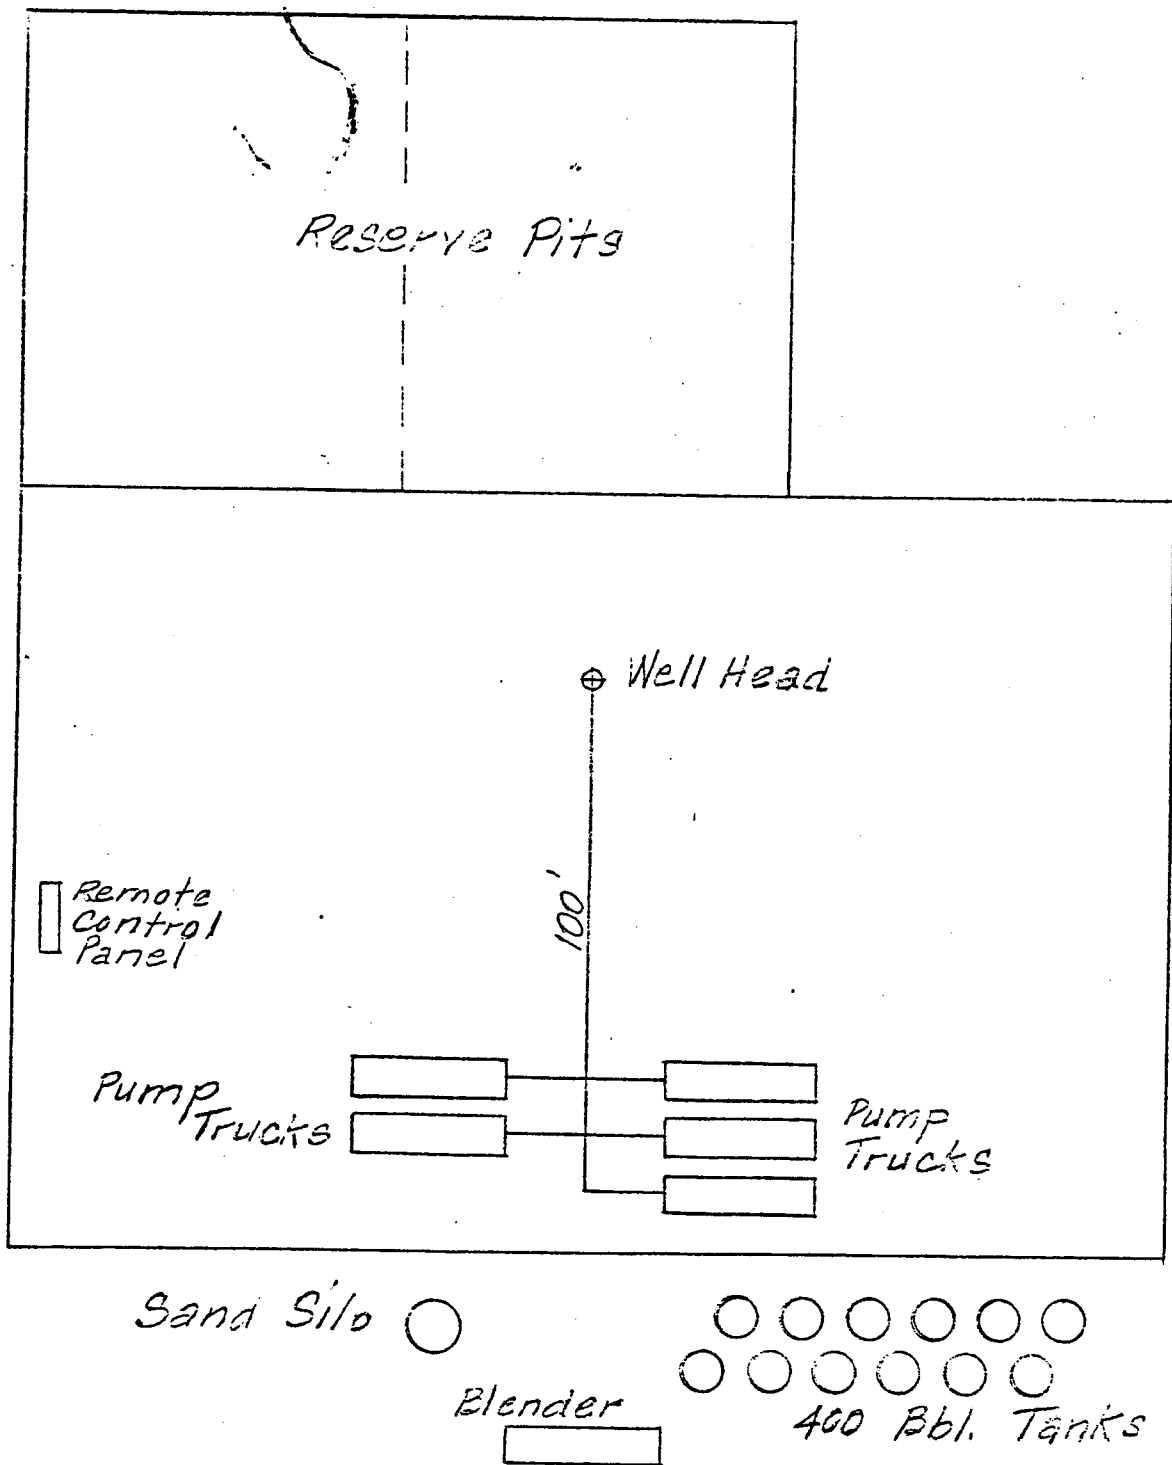 Reserve Pits
Well Head
100'
Remote
Control
Panel
Pump
Trucks
Pump
Trucks
Sand Silo
Blender
400 Bbl. Tanks